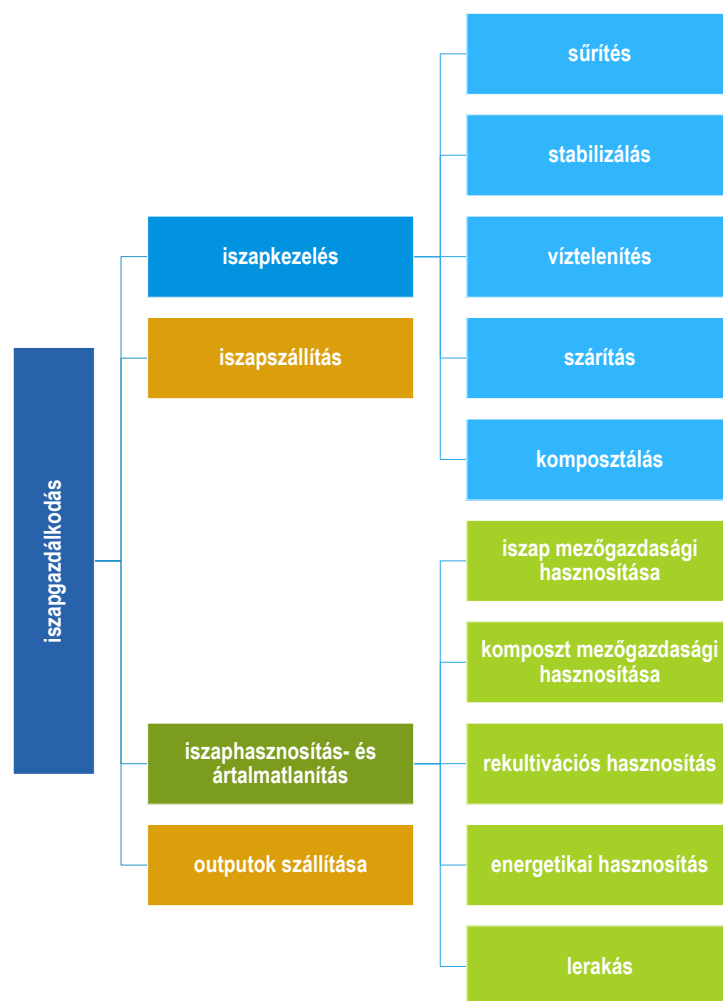 iszapgazdálkodás
iszapkezelés
iszapszállítás
iszaphasznosítás- és
ártalmatlanítás
outputok szállítása
sűrítés
stabilizálás
víztelenítés
szárítás
komposztálás
iszap mezőgazdasági
hasznosítása
komposzt mezőgazdasági
hasznosítása
rekultivációs hasznosítás
energetikai hasznosítás
lerakás